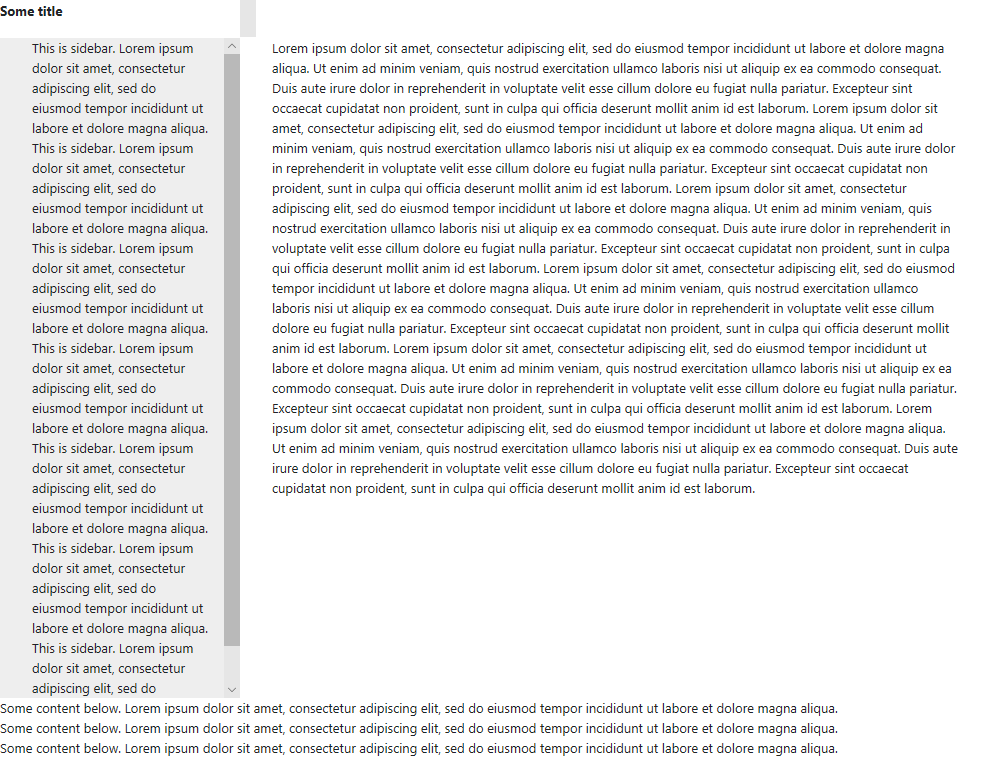 Some title
This is sidebar. Lorem ipsum
dolor sit amet, consectetur
adipiscing elit, sed do
eiusmod tempor incididunt ut
labore et dolore magna aliqua.
This is sidebar. Lorem ipsum
dolor sit amet, consectetur
adipiscing elit, sed do
eiusmod tempor incididunt ut
labore et dolore magna aliqua.
This is sidebar. Lorem ipsum
dolor sit amet, consectetur
adipiscing elit, sed do
eiusmod tempor incididunt ut
labore et dolore magna aliqua.
This is sidebar. Lorem ipsum
dolor sit amet, consectetur
adipiscing elit, sed do
eiusmod tempor incididunt ut
labore et dolore magna aliqua.
This is sidebar. Lorem ipsum
dolor sit amet, consectetur
adipiscing elit, sed do
eiusmod tempor incididunt ut
labore et dolore magna aliqua.
This is sidebar. Lorem ipsum
dolor sit amet, consectetur
adipiscing elit, sed do
eiusmod tempor incididunt ut
labore et dolore magna aliqua.
This is sidebar. Lorem ipsum
dolor sit amet, consectetur
adipiscing elit, sed do
Lorem ipsum dolor sit amet, consectetur adipiscing elit, sed do eiusmod tempor incididunt ut labore et dolore magna
aliqua. Ut enim ad minim veniam, quis nostrud exercitation ullamco laboris nisi ut aliquip ex ea commodo consequat.
Duis aute irure dolor in reprehenderit in voluptate velit esse cillum dolore eu fugiat nulla pariatur. Excepteur sint
occaecat cupidatat non proident, sunt in culpa qui officia deserunt mollit anim id est laborum. Lorem ipsum dolor sit
amet, consectetur adipiscing elit, sed do eiusmod tempor incididunt ut labore et dolore magna aliqua. Ut enim ad
minim veniam, quis nostrud exercitation ullamco laboris nisi ut aliquip ex ea commodo consequat. Duis aute irure dolor
in reprehenderit in voluptate velit esse cillum dolore eu fugiat nulla pariatur. Excepteur sint occaecat cupidatat non
proident, sunt in culpa qui officia deserunt mollit anim id est laborum. Lorem ipsum dolor sit amet, consectetur
adipiscing elit, sed do eiusmod tempor incididunt ut labore et dolore magna aliqua. Ut enim ad minim veniam, quis
nostrud exercitation ullamco laboris nisi ut aliquip ex ea commodo consequat. Duis aute irure dolor in reprehenderit in
voluptate velit esse cillum dolore eu fugiat nulla pariatur. Excepteur sint occaecat cupidatat non proident, sunt in culpa
qui officia deserunt mollit anim id est laborum. Lorem ipsum dolor sit amet, consectetur adipiscing elit, sed do eiusmod
tempor incididunt ut labore et dolore magna aliqua. Ut enim ad minim veniam, quis nostrud exercitation ullamco
laboris nisi ut aliquip ex ea commodo consequat. Duis aute irure dolor in reprehenderit in voluptate velit esse cillum
dolore eu fugiat nulla pariatur. Excepteur sint occaecat cupidatat non proident, sunt in culpa qui officia deserunt mollit
anim id est laborum. Lorem ipsum dolor sit amet, consectetur adipiscing elit, sed do eiusmod tempor incididunt ut
labore et dolore magna aliqua. Ut enim ad minim veniam, quis nostrud exercitation ullamco laboris nisi ut aliquip ex ea
commodo consequat. Duis aute irure dolor in reprehenderit in voluptate velit esse cillum dolore eu fugiat nulla pariatur.
Excepteur sint occaecat cupidatat non proident, sunt in culpa qui officia deserunt mollit anim id est laborum. Lorem
ipsum dolor sit amet, consectetur adipiscing elit, sed do eiusmod tempor incididunt ut labore et dolore magna aliqua.
Ut enim ad minim veniam, quis nostrud exercitation ullamco laboris nisi ut aliquip ex ea commodo consequat. Duis aute
irure dolor in reprehenderit in voluptate velit esse cillum dolore eu fugiat nulla pariatur. Excepteur sint occaecat
cupidatat non proident, sunt in culpa qui officia deserunt mollit anim id est laborum.
Some content below. Lorem ipsum dolor sit amet, consectetur adipiscing elit, sed do eiusmod tempor incididunt ut labore et dolore magna aliqua.
Some content below. Lorem ipsum dolor sit amet, consectetur adipiscing elit, sed do eiusmod tempor incididunt ut labore et dolore magna aliqua.
Some content below. Lorem ipsum dolor sit amet, consectetur adipiscing elit, sed do eiusmod tempor incididunt ut labore et dolore magna aliqua.